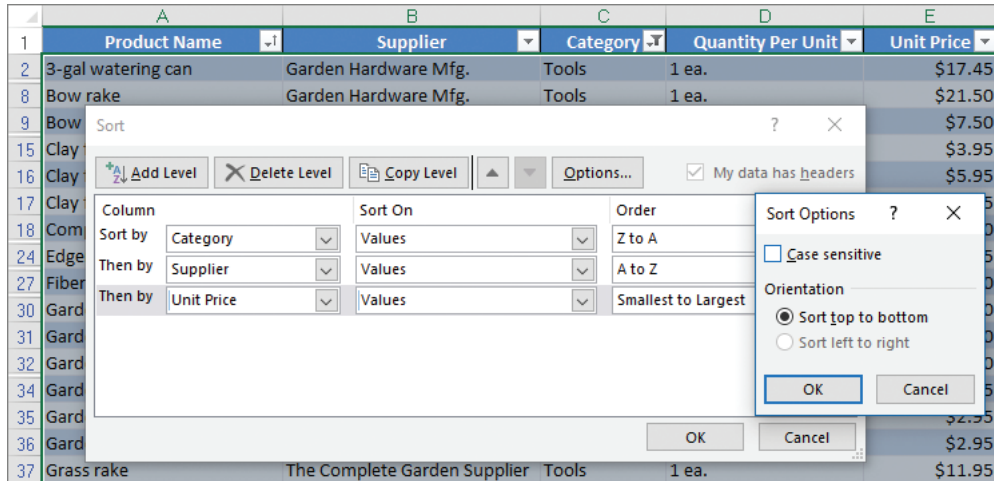 A B C D E
1 Product Name Supplier Category Quantity Per Unit Unit Price
2 3-gal watering can Garden Hardware Mfg. Tools 1 ea. $17.45
8 Bow rake Garden Hardware Mfg. Tools 1 ea. $21.50
9 Bow $7.50
Sort ? ×
15 Clay $3.95
Add Level Delete Level Copy Level Options... My data has headers
16 Clay $5.95
17 Clay
Column Sort On Order
18 Com
Sort by Category Values Z to A
24 Edge
Then by Supplier Values A to Z
27 Fiber
Then by Unit Price Values Smallest to Largest
30 Gard
31 Gard
32 Gard
34 Gard
35 Gard $2.95
36 Gard $2.95
OK Cancel
37 Grass rake The Complete Garden Supplier Tools 1 ea. $11.95
Sort Options ? ×
Case sensitive
Orientation
Sort top to bottom
Sort left to right
OK Cancel